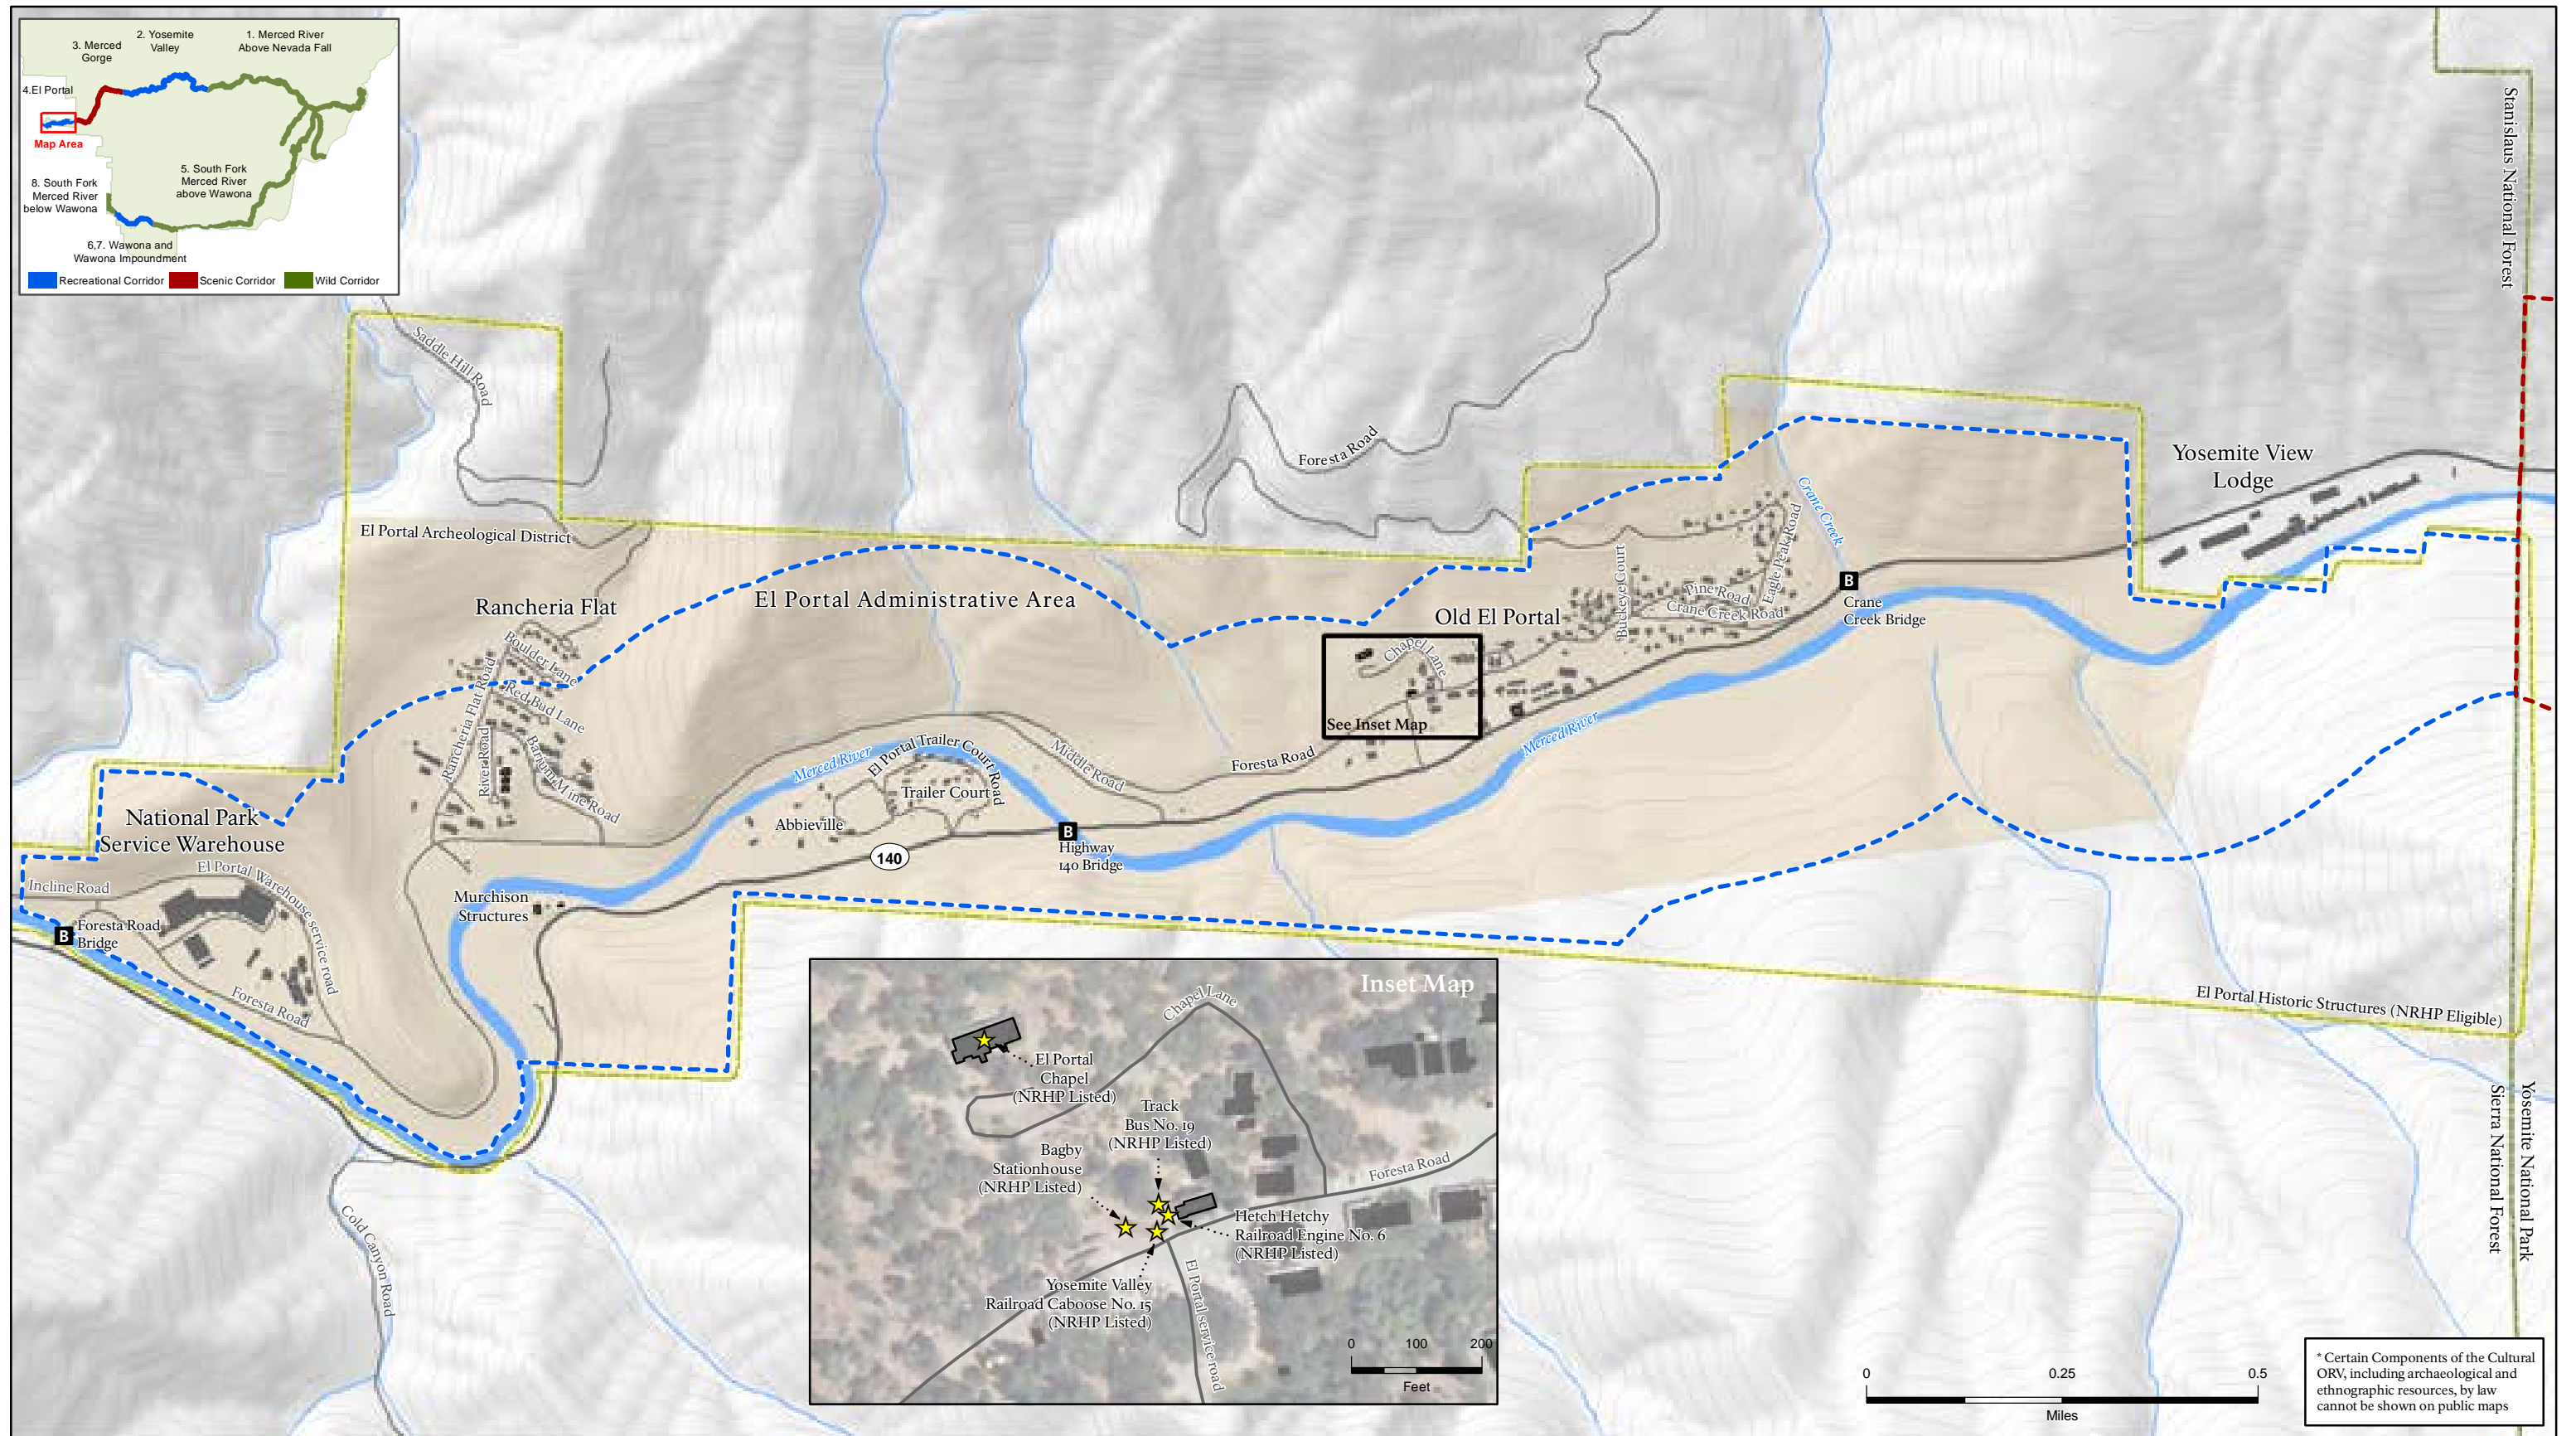 2. Yosemite
Valley
1. Merced River
Above Nevada Fall
3. Merced
Gorge
4.El Portal
Map Area
5. South Fork
Merced River
above Wawona
8. South Fork
Merced River
below Wawona
6,7. Wawona and
Wawona Impoundment
Recreational Corridor
Scenic Corridor
Wild Corridor
Stanislaus National Forest
Saddle Hill Road
Foresta Road
Yosemite View
Lodge
Crane Creek
El Portal Archeological District
Rancheria Flat
El Portal Administrative Area
Old El Portal
Buckeye Court
Pine Road
Eagle Peak Road
Crane Creek Road
B
Crane
Creek Bridge
Boulder Lane
Red Bud Lane
Rancheria Flat Road
River Road
Barium Mine Road
Chapel Lane
See Inset Map
Merced River
El Portal Trailer Court Road
Middle Road
Foresta Road
Merced River
Trailer Court
Abbieville
B
Highway
140 Bridge
140
National Park
Service Warehouse
El Portal Warehouse service road
Incline Road
Murchison
Structures
B
Foresta Road
Bridge
Foresta Road
Cold Canyon Road
El Portal Historic Structures (NRHP Eligible)
Sierra National Forest
Yosemite National Park
Inset Map
Chapel Lane
El Portal
Chapel
(NRHP Listed)
Track
Bus No. 19
(NRHP Listed)
Bagby
Stationhouse
(NRHP Listed)
Foresta Road
Hetch Hetchy
Railroad Engine No. 6
(NRHP Listed)
Yosemite Valley
Railroad Caboose No. 15
(NRHP Listed)
El Portal service road
0 100 200
Feet
0 0.25 0.5
Miles
* Certain Components of the Cultural
ORV, including archaeological and
ethnographic resources, by law
cannot be shown on public maps